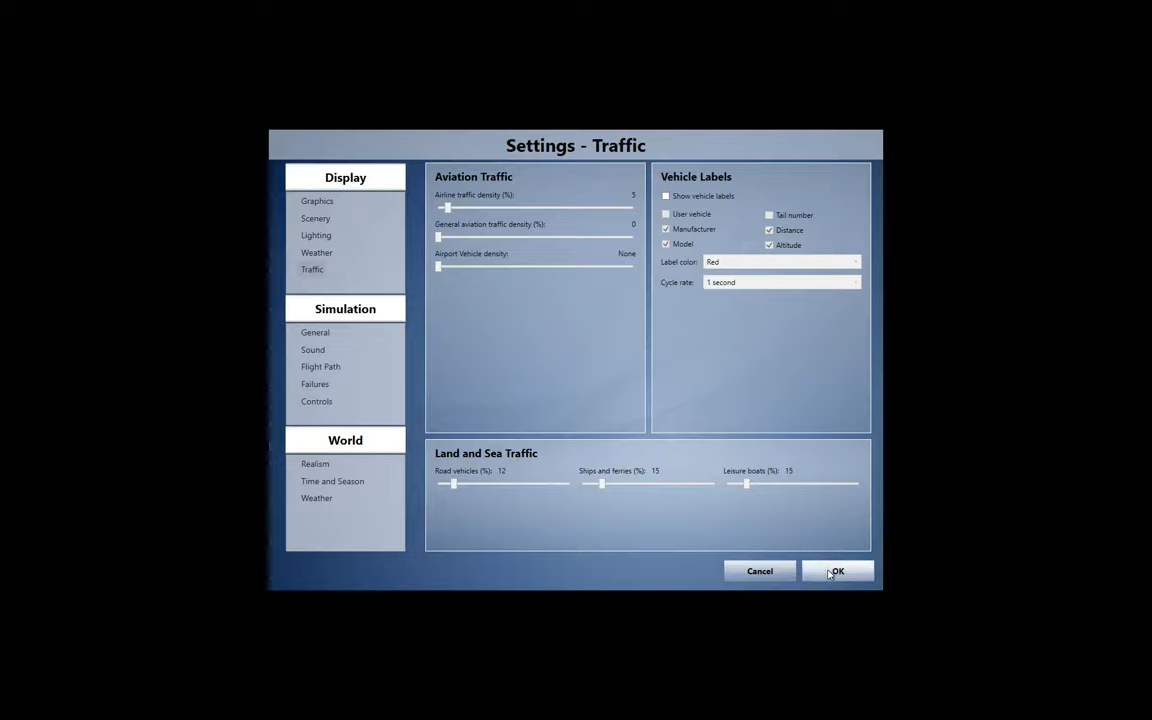 Settings - Traffic
Display
Graphics
Scenery
Lighting
Weather
Traffic
Simulation
General
Sound
Flight Path
Failures
Controls
World
Realism
Time and Season
Weather
Aviation Traffic
Airline traffic density (%): 5
General aviation traffic density (%): 0
Airport Vehicle density: None
Vehicle Labels
Show vehicle labels
User vehicle Tail number
Manufacturer Distance
Model Altitude
Label color: Red
Cycle rate: 1 second
Land and Sea Traffic
Road vehicles (%): 12 Ships and ferries (%): 15 Leisure boats (%): 15
Cancel OK